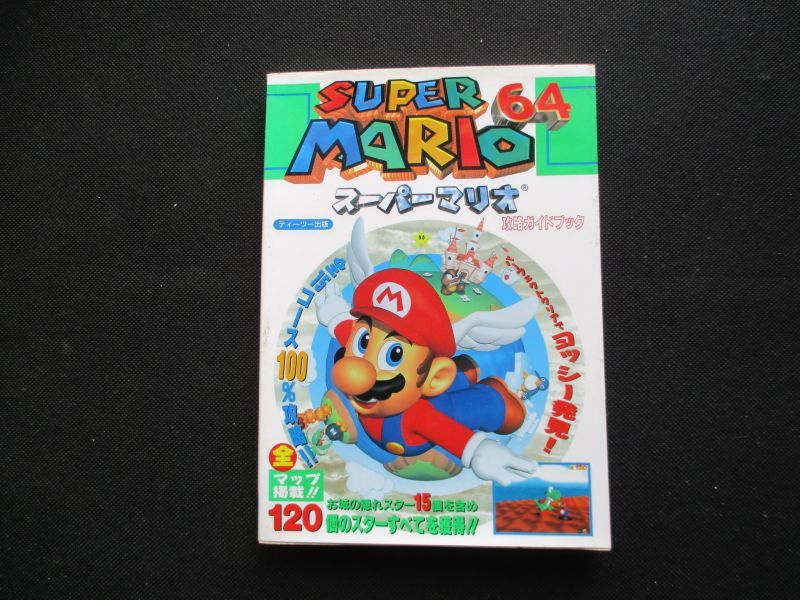 SUPER
MARIO 64
スーパーマリオ®
攻略ガイドブック
ティーツー出版
全15コース100%攻略!!
ヨッシー発見!
M
全
マップ
掲載!!
お城の隠れスター15個を含め
120個のスターすべてを獲得!!